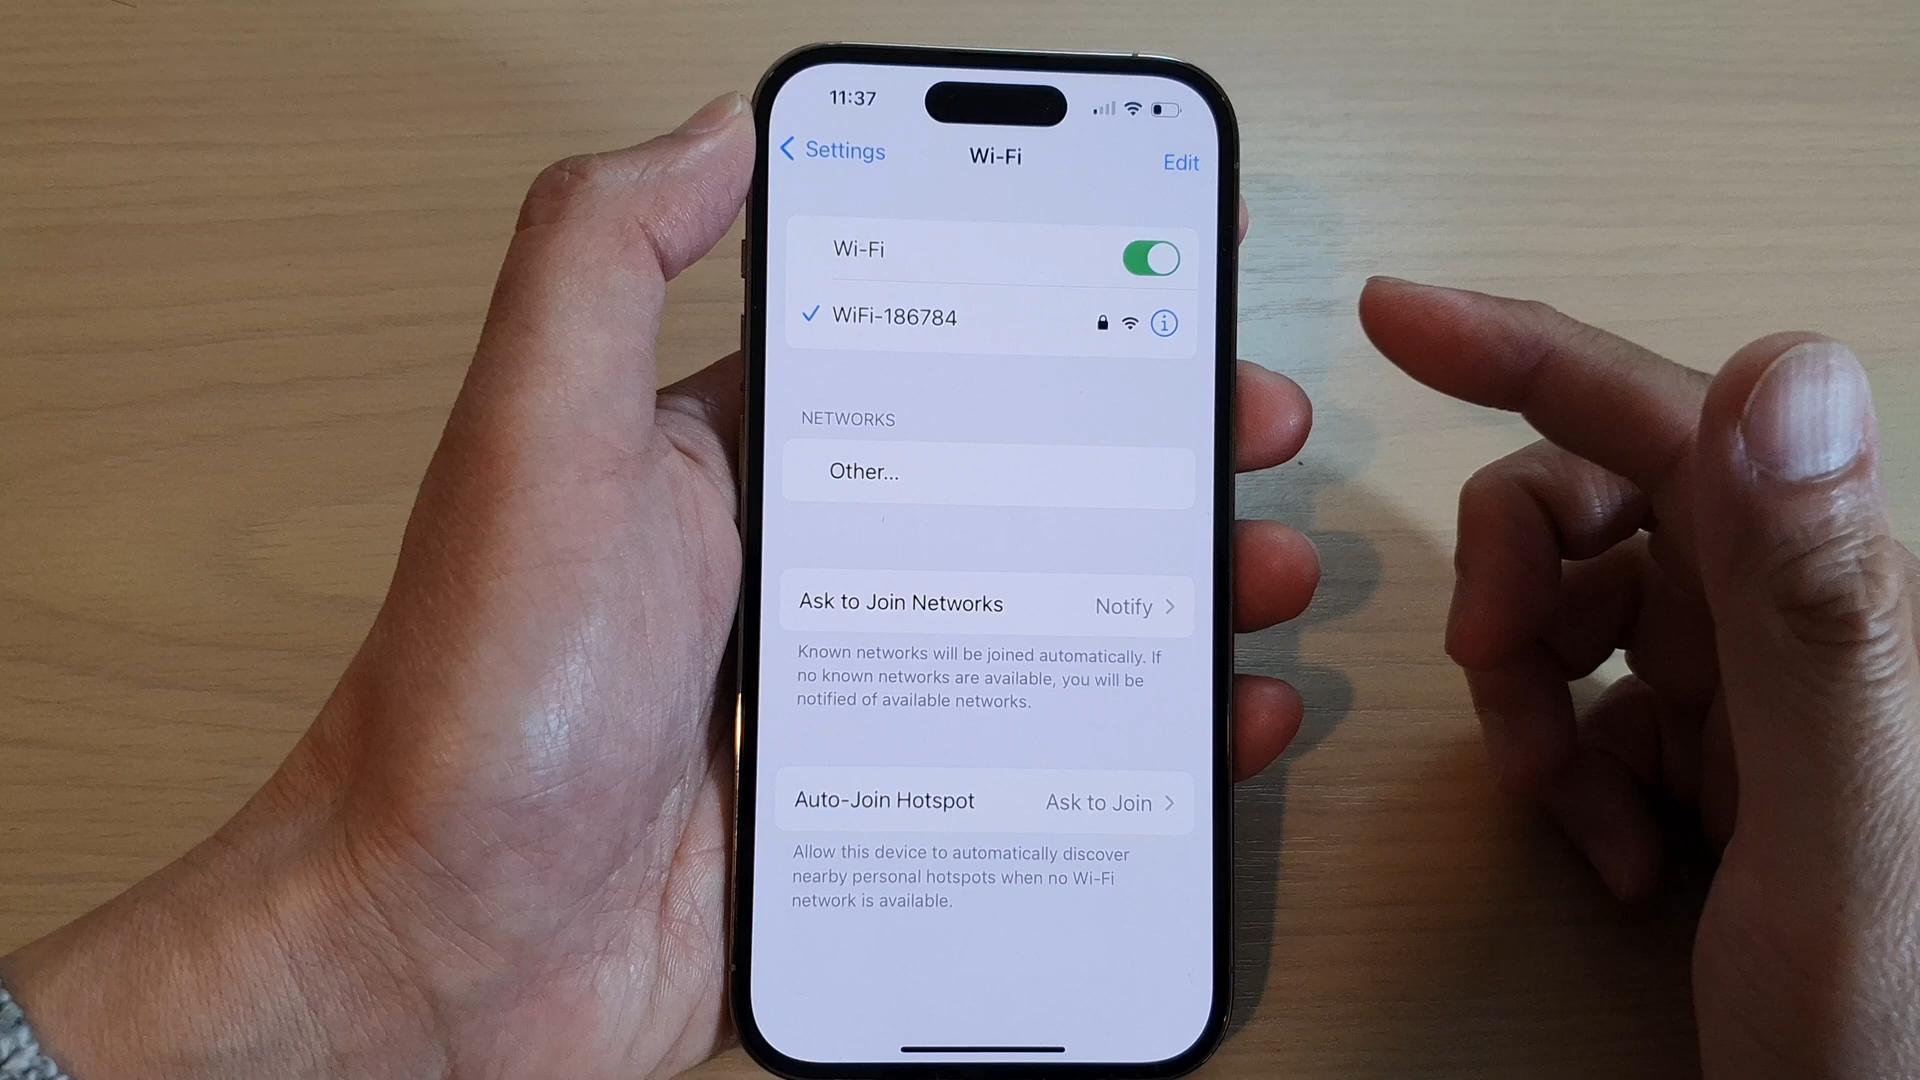 11:37
Settings
Wi-Fi
Edit
Wi-Fi
WiFi-186784
NETWORKS
Other...
Ask to Join Networks Notify
Known networks will be joined automatically. If
no known networks are available, you will be
notified of available networks.
Auto-Join Hotspot Ask to Join
Allow this device to automatically discover
nearby personal hotspots when no Wi-Fi
network is available.